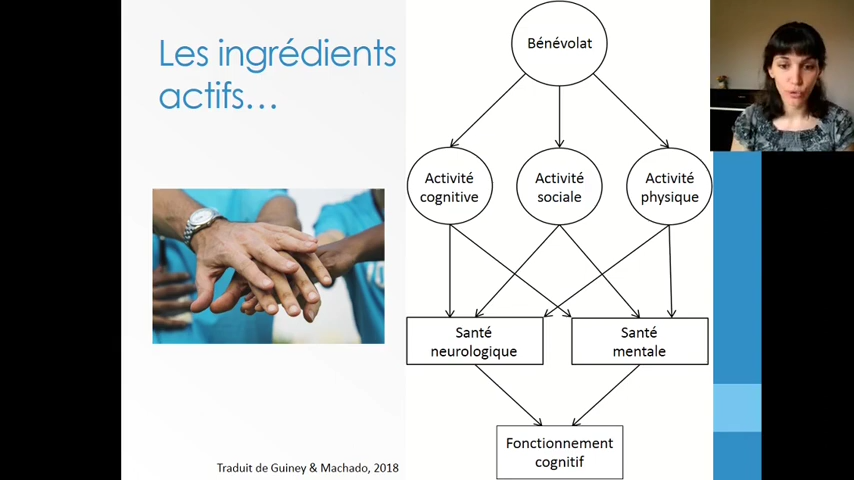 Les ingrédients
actifs…
Bénévolat
Activité
cognitive
Activité
sociale
Activité
physique
Santé
neurologique
Santé
mentale
Fonctionnement
cognitif
Traduit de Guiney & Machado, 2018